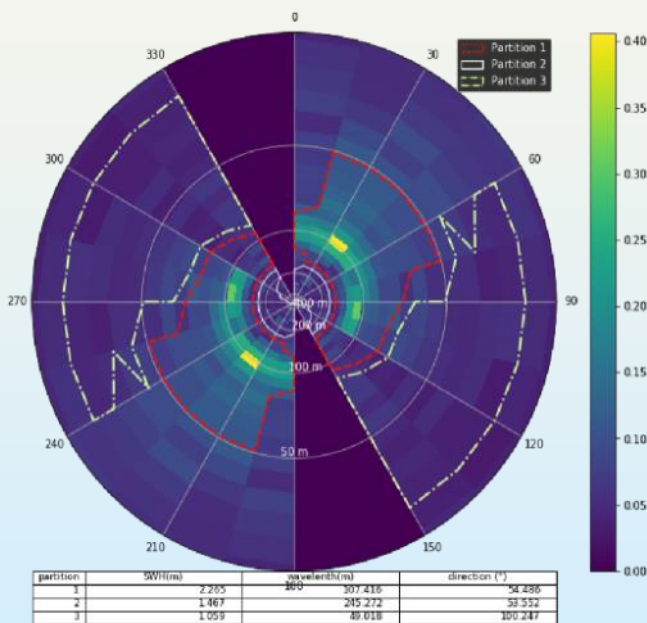 0
330
30
Partition 1
Partition 2
Partition 3
0.40
0.35
300
60
0.30
0.25
270
400 m
90
200 m
0.20
100 m
0.15
240
120
50 m
0.10
210
150
0.05
0.00
180
partition SWH(m) wavelenth(m) direction (°)
1 2.265 107.416 54.486
2 1.467 245.272 53.552
3 1.059 49.018 100.247